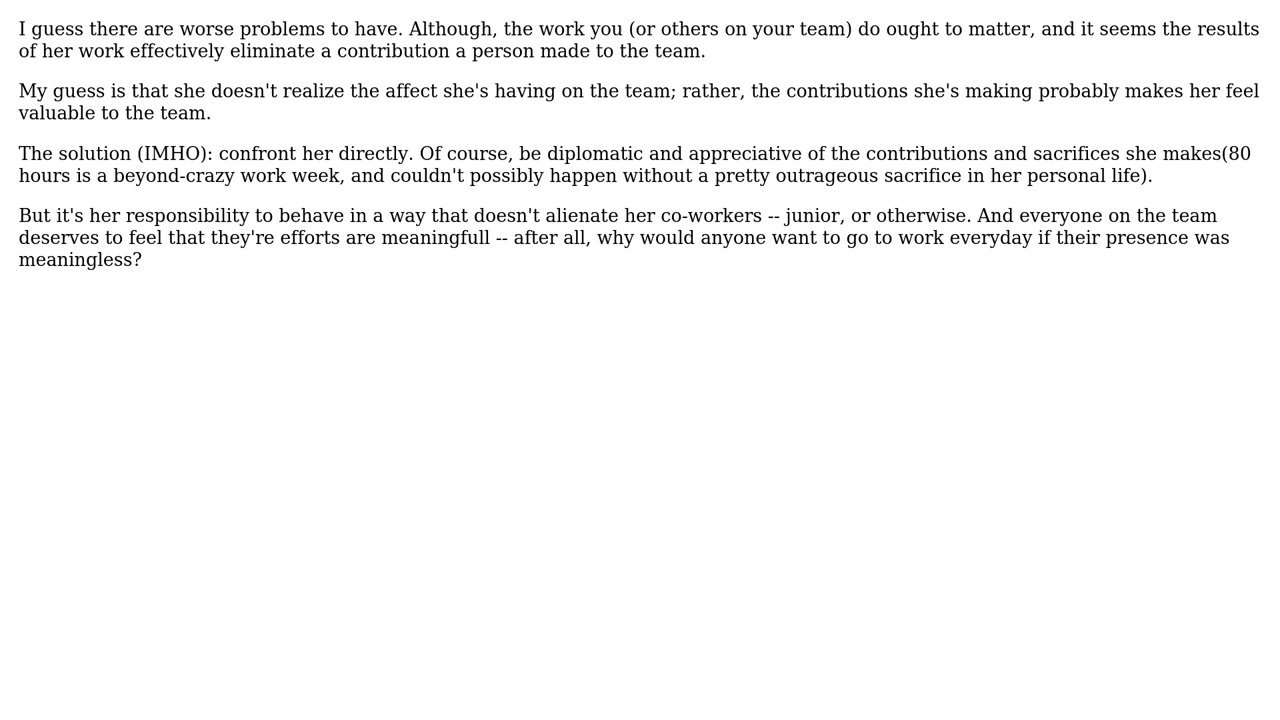 I guess there are worse problems to have. Although, the work you (or others on your team) do ought to matter, and it seems the results
of her work effectively eliminate a contribution a person made to the team.
My guess is that she doesn't realize the affect she's having on the team; rather, the contributions she's making probably makes her feel
valuable to the team.
The solution (IMHO): confront her directly. Of course, be diplomatic and appreciative of the contributions and sacrifices she makes(80
hours is a beyond-crazy work week, and couldn't possibly happen without a pretty outrageous sacrifice in her personal life).
But it's her responsibility to behave in a way that doesn't alienate her co-workers -- junior, or otherwise. And everyone on the team
deserves to feel that they're efforts are meaningfull -- after all, why would anyone want to go to work everyday if their presence was
meaningless?